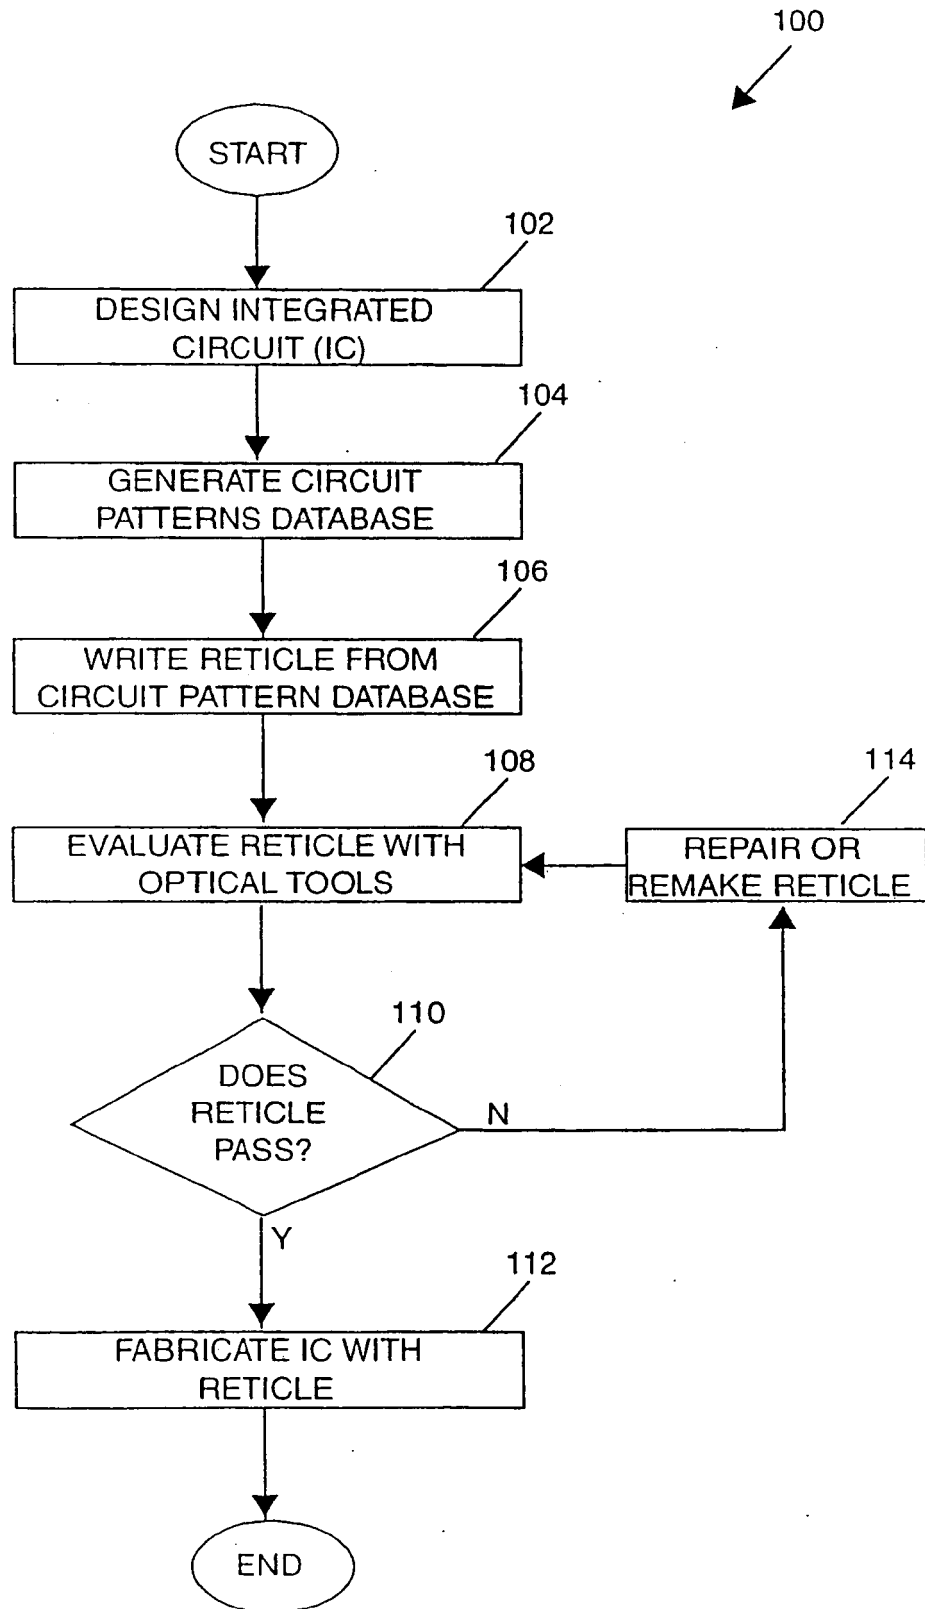 100
START
102
DESIGN INTEGRATED
CIRCUIT (IC)
104
GENERATE CIRCUIT
PATTERNS DATABASE
106
WRITE RETICLE FROM
CIRCUIT PATTERN DATABASE
108
EVALUATE RETICLE WITH
OPTICAL TOOLS
114
REPAIR OR
REMAKE RETICLE
110
DOES
RETICLE
PASS?
N
Y
112
FABRICATE IC WITH
RETICLE
END